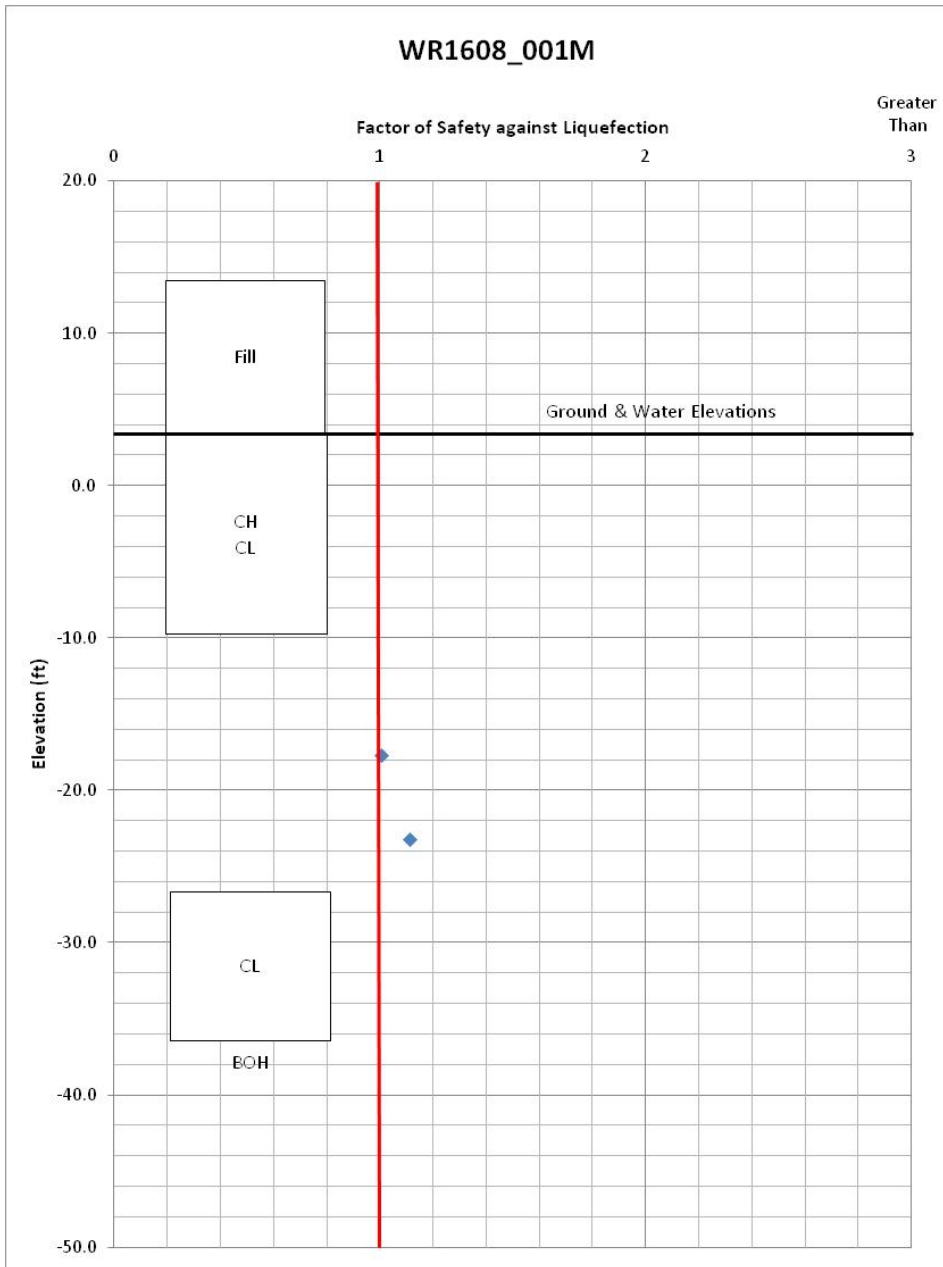 WR1608_001M
Greater
Than
Factor of Safety against Liquefection
0 1 2 3
20.0
10.0
Fill
Ground & Water Elevations
0.0
CH
CL
-10.0
Elevation (ft)
-20.0
-30.0
CL
BOH
-40.0
-50.0